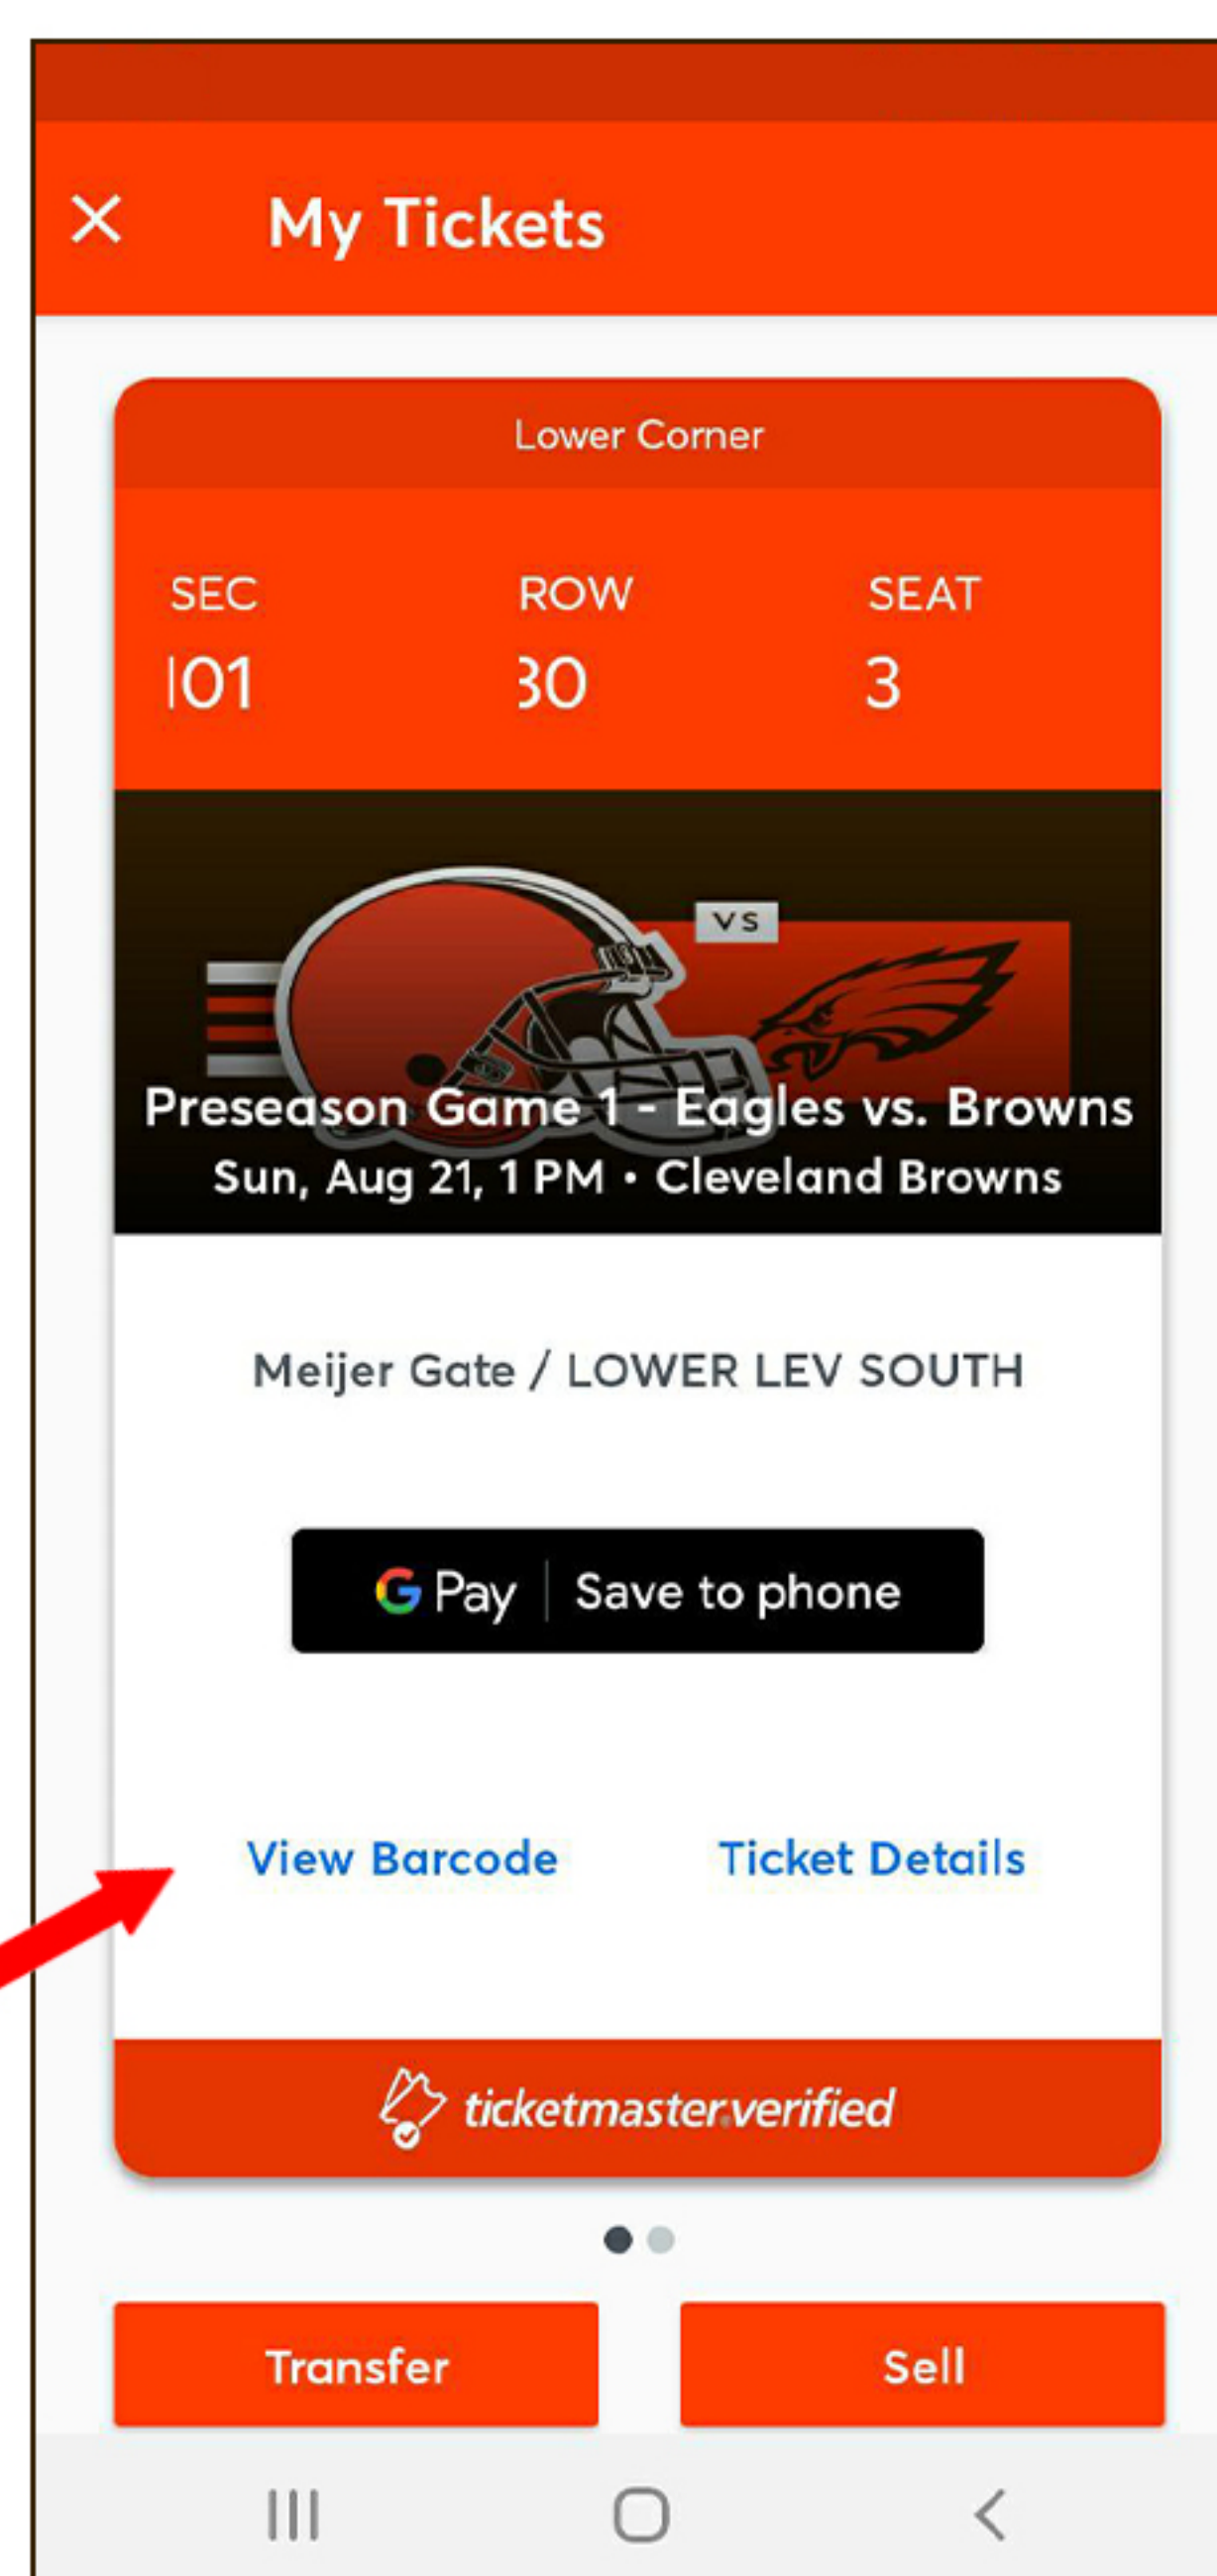 My Tickets
Lower Corner
SEC ROW SEAT
101 30 3
VS
Preseason Game 1 - Eagles vs. Browns
Sun, Aug 21, 1 PM • Cleveland Browns
Meijer Gate / LOWER LEV SOUTH
G Pay | Save to phone
View Barcode Ticket Details
ticketmaster.verified
Transfer Sell